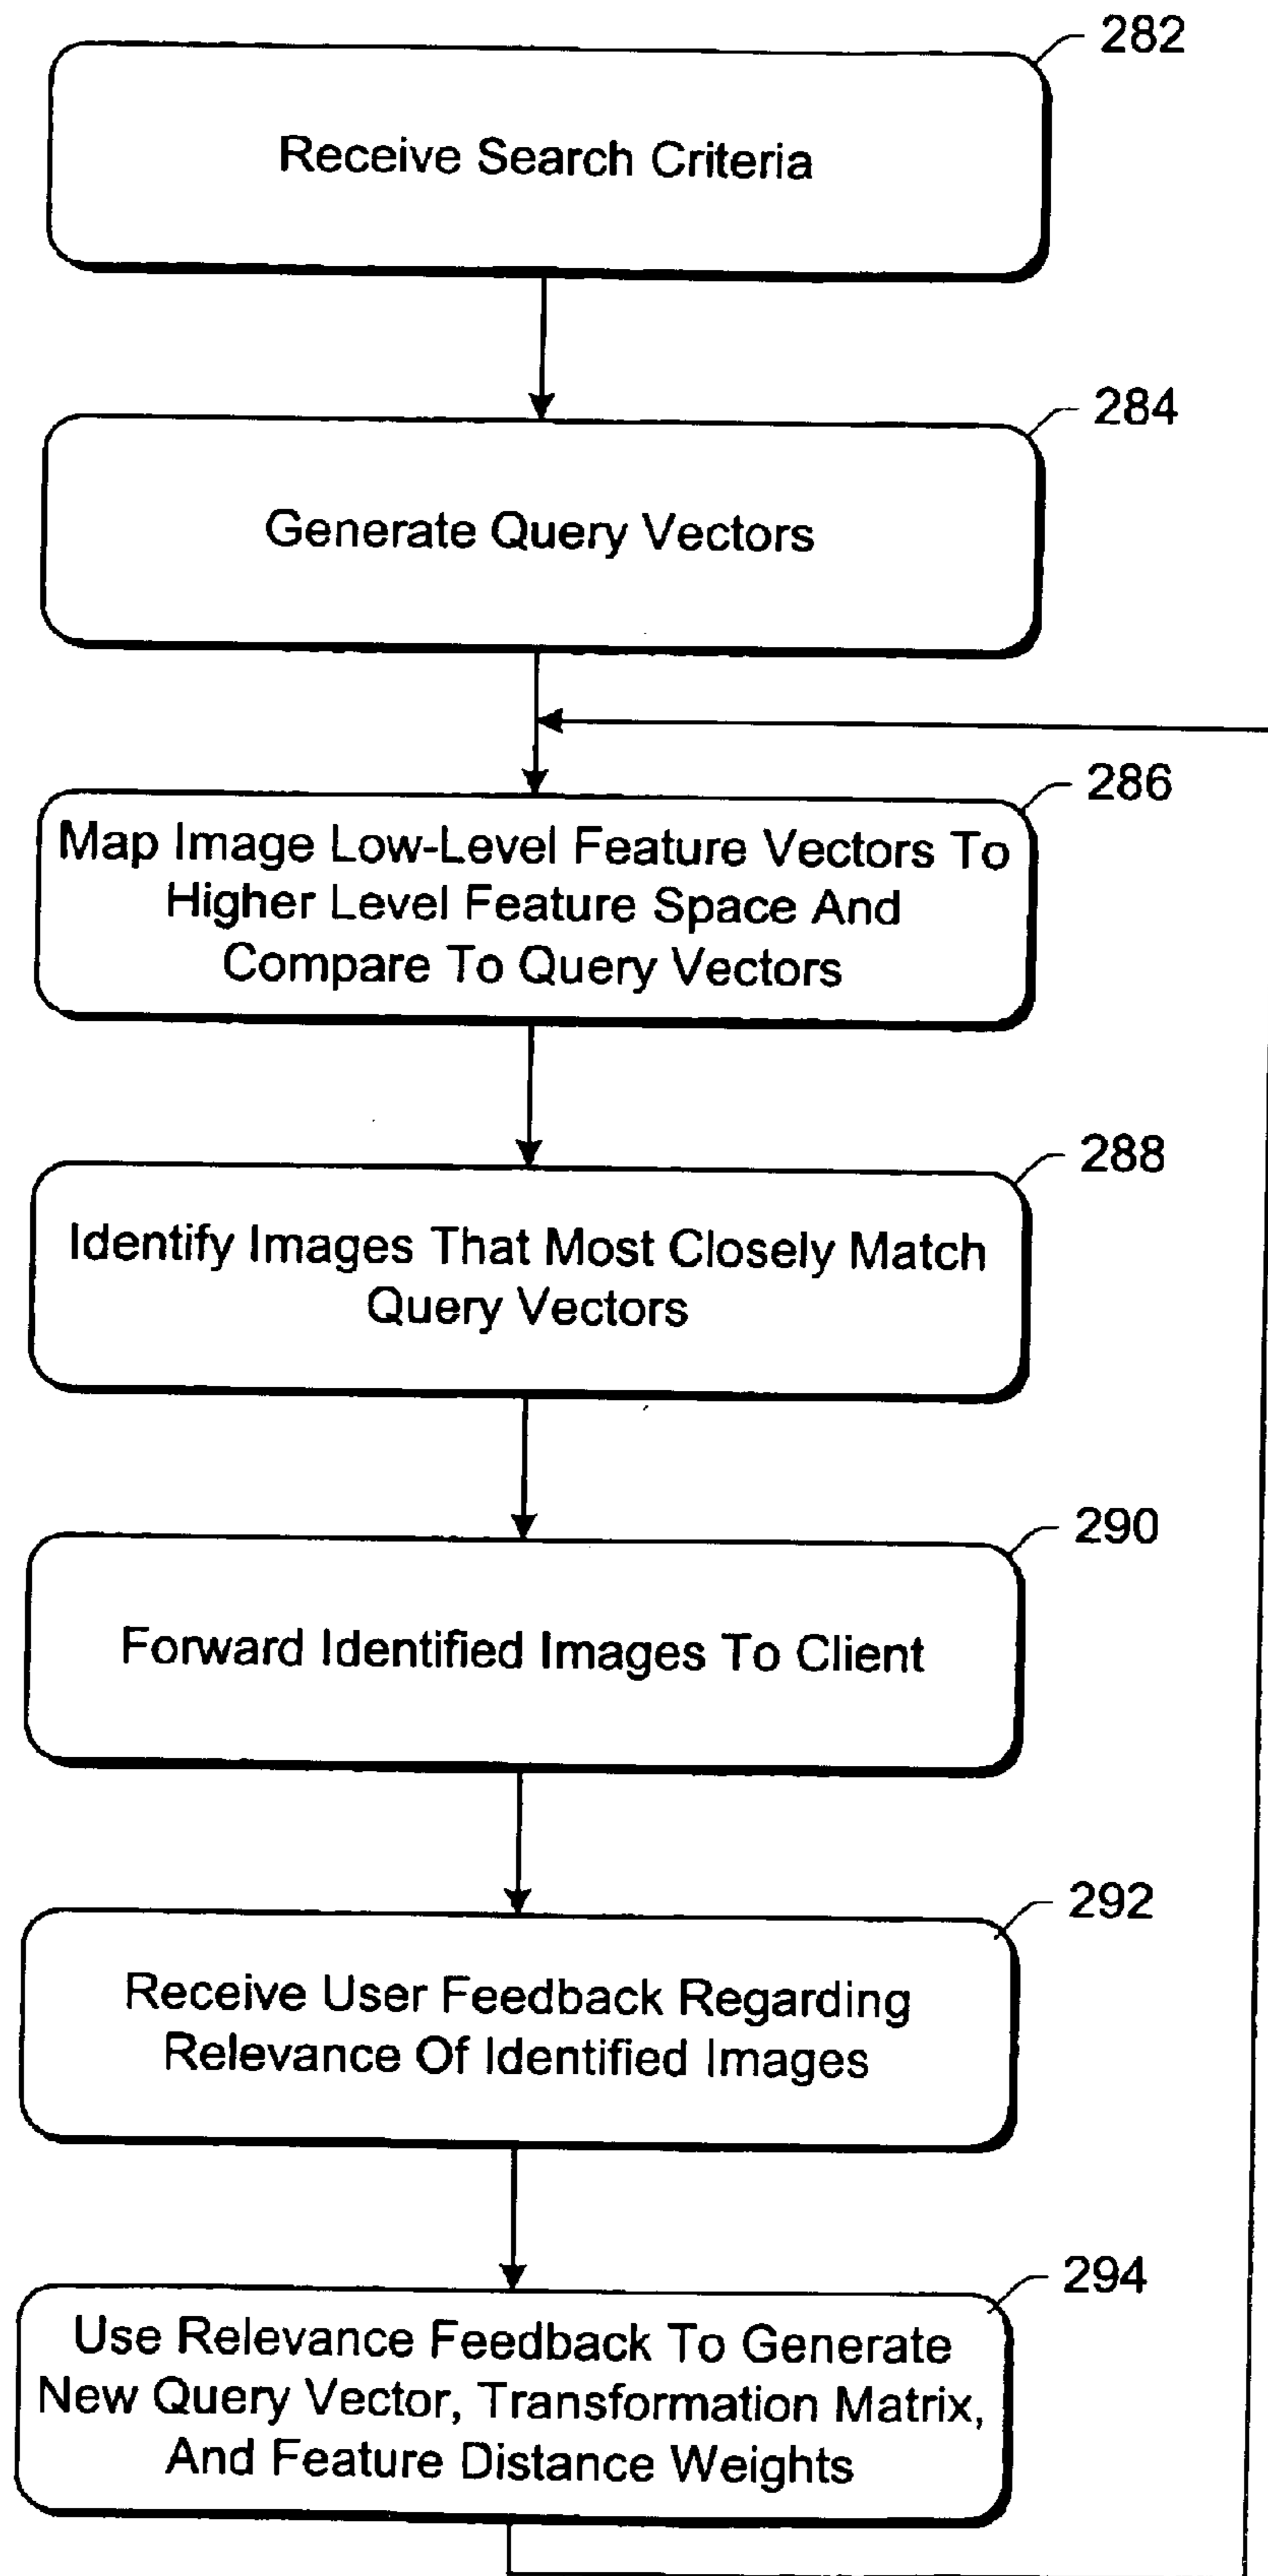 282
Receive Search Criteria
284
Generate Query Vectors
286
Map Image Low-Level Feature Vectors To
Higher Level Feature Space And
Compare To Query Vectors
288
Identify Images That Most Closely Match
Query Vectors
290
Forward Identified Images To Client
292
Receive User Feedback Regarding
Relevance Of Identified Images
294
Use Relevance Feedback To Generate
New Query Vector, Transformation Matrix,
And Feature Distance Weights